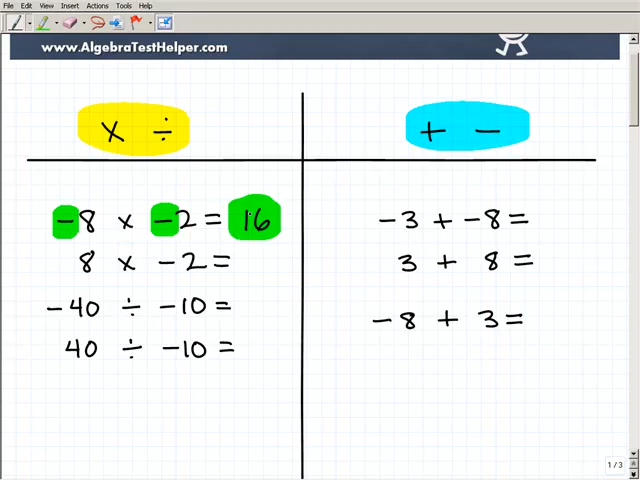 File Edit View Insert Actions Tools Help
www.AlgebraTestHelper.com
x ÷
+ -
-8 x -2 = 16
8 x -2 =
-40 ÷ -10 =
40 ÷ -10 =
-3 + -8 =
3 + 8 =
-8 + 3 =
1/3